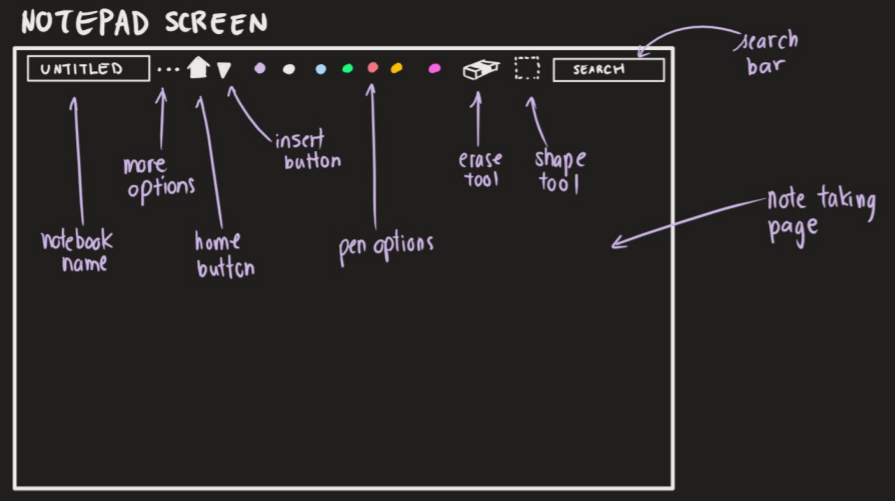 NOTEPAD SCREEN
UNTITLED
SEARCH
search
bar
insert
button
more
options
erase
tool
shape
tool
note taking
page
notebook
name
home
button
pen options